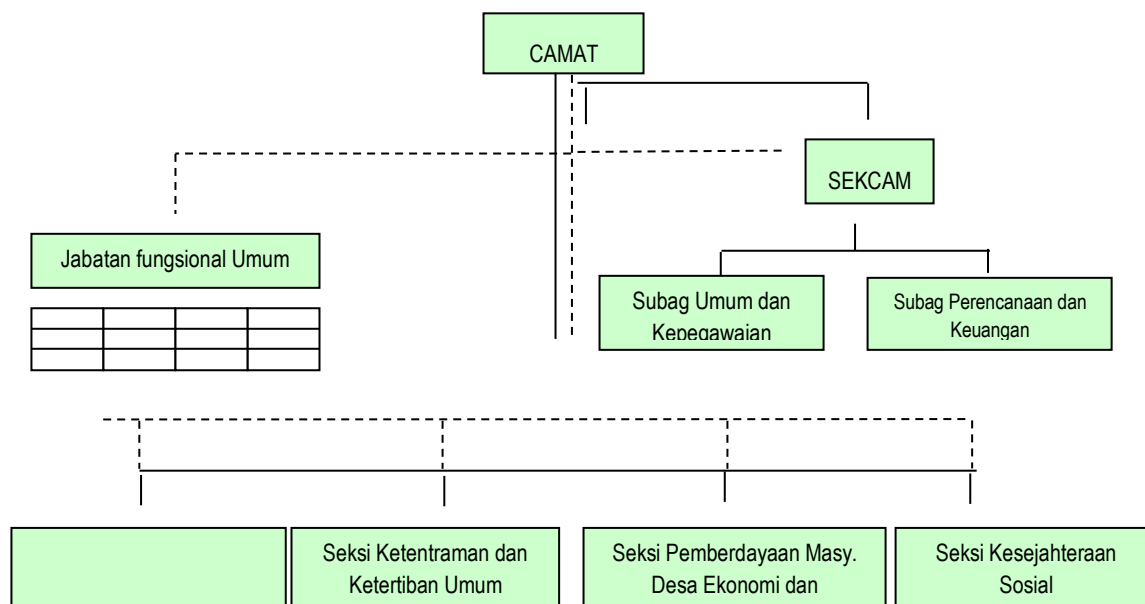 CAMAT
SEKCAM
Jabatan fungsional Umum
Subag Umum dan
Kepegawaian
Subag Perencanaan dan
Keuangan
Seksi Ketentraman dan
Ketertiban Umum
Seksi Pemberdayaan Masy.
Desa Ekonomi dan
Seksi Kesejahteraan
Sosial